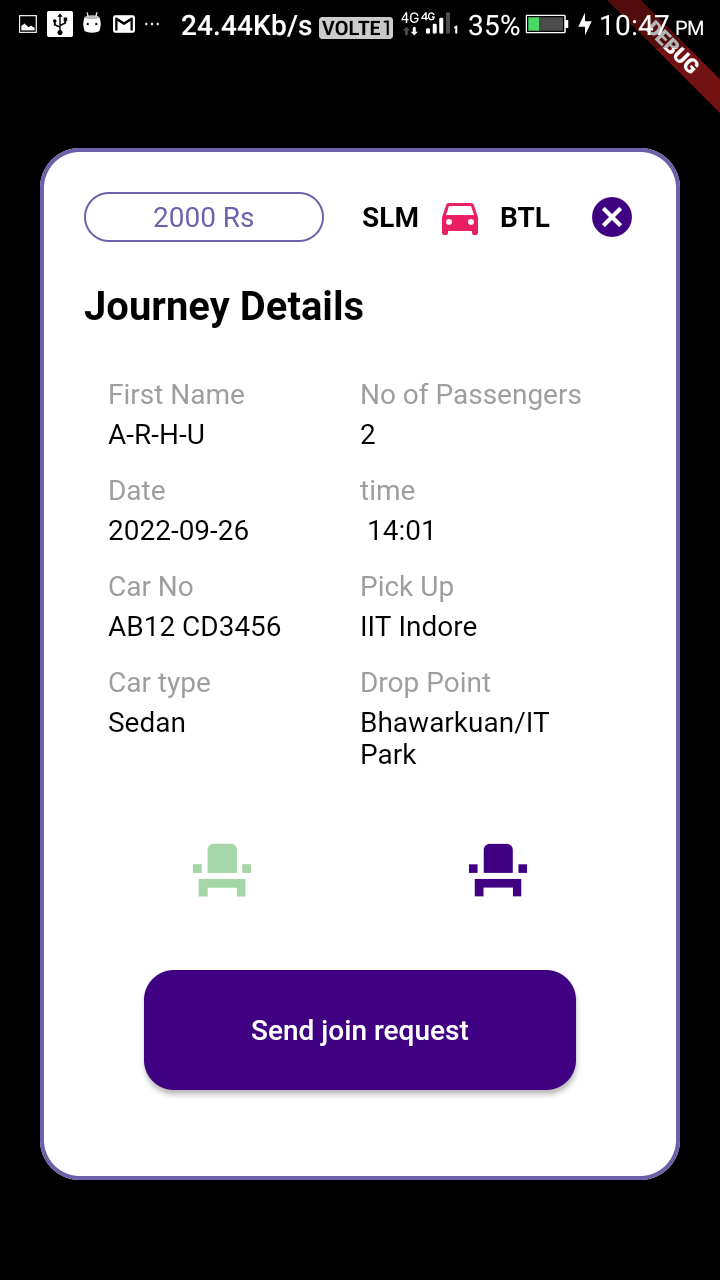 24.44Kb/s VOLTE1 4G 4G 1 35% 10:47 PM
DEBUG
2000 Rs SLM BTL
Journey Details
First Name No of Passengers
A-R-H-U 2
Date time
2022-09-26 14:01
Car No Pick Up
AB12 CD3456 IIT Indore
Car type Drop Point
Sedan Bhawarkuan/IT
Park
Send join request